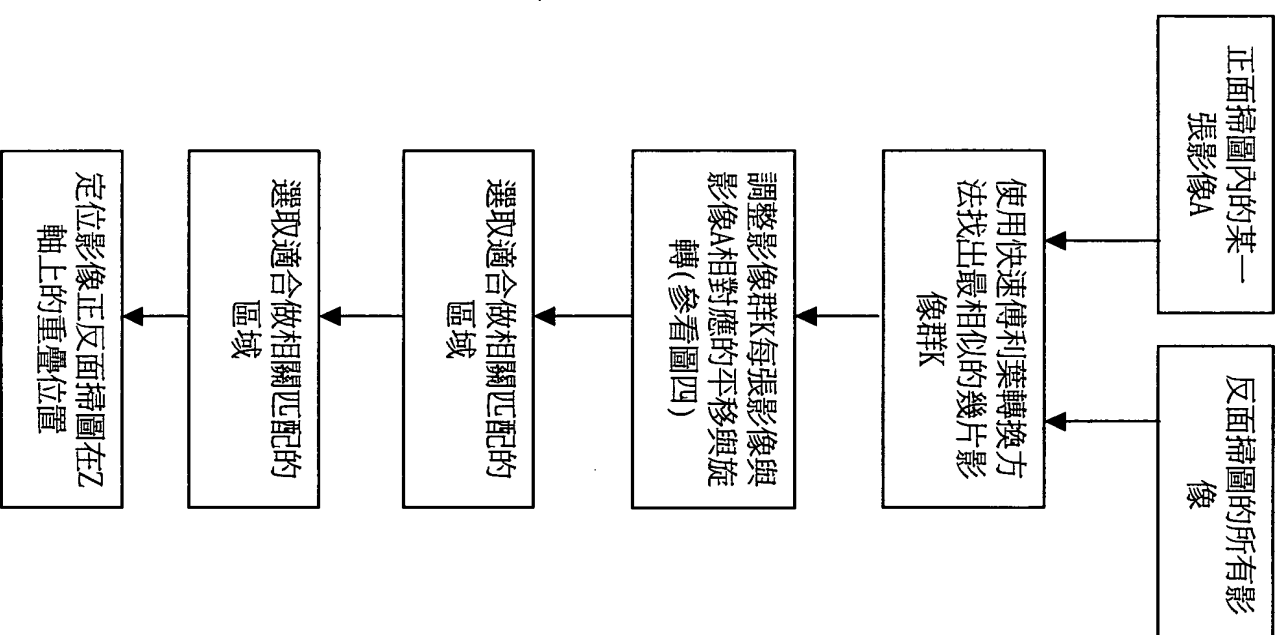 正面掃圖內的某一
張影像A
反面掃圖的所有影
像
使用快速傅利葉轉換方
法找出最相似的幾片影
像群K
調整影像群K每張影像與
影像A相對應的平移與旋
轉(參看圖四)
選取適合做相關匹配的
區域
選取適合做相關匹配的
區域
定位影像正反面掃圖在Z
軸上的重疊位置